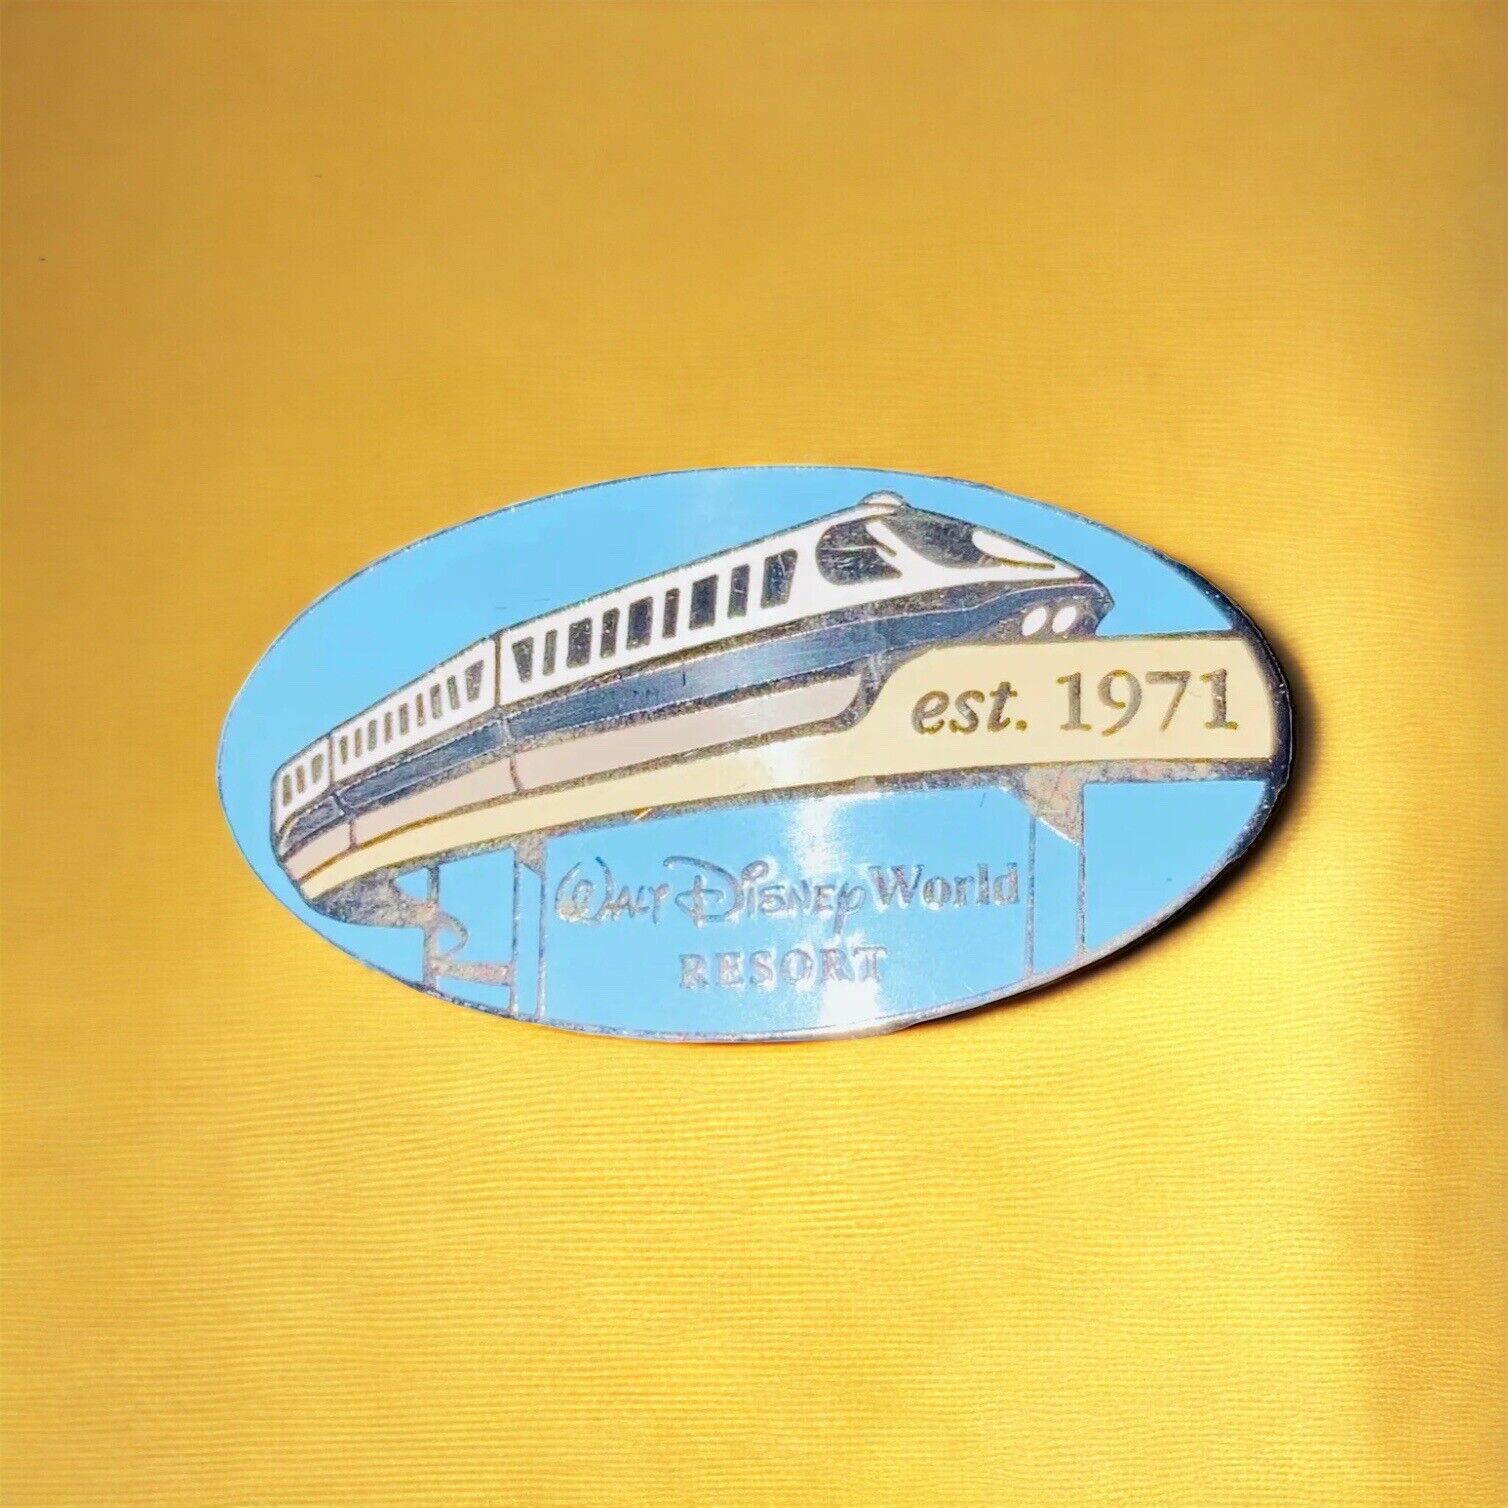 est. 1971
Walt Disney World
RESORT